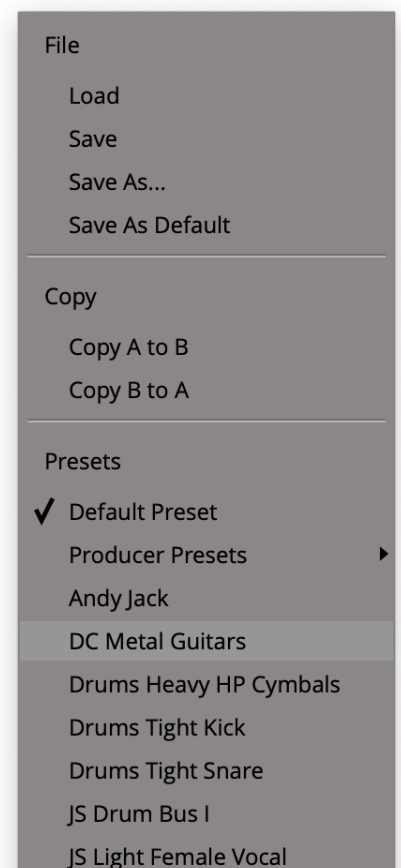 File
Load
Save
Save As...
Save As Default
Copy
Copy A to B
Copy B to A
Presets
Default Preset
Producer Presets
Andy Jack
DC Metal Guitars
Drums Heavy HP Cymbals
Drums Tight Kick
Drums Tight Snare
JS Drum Bus I
JS Light Female Vocal